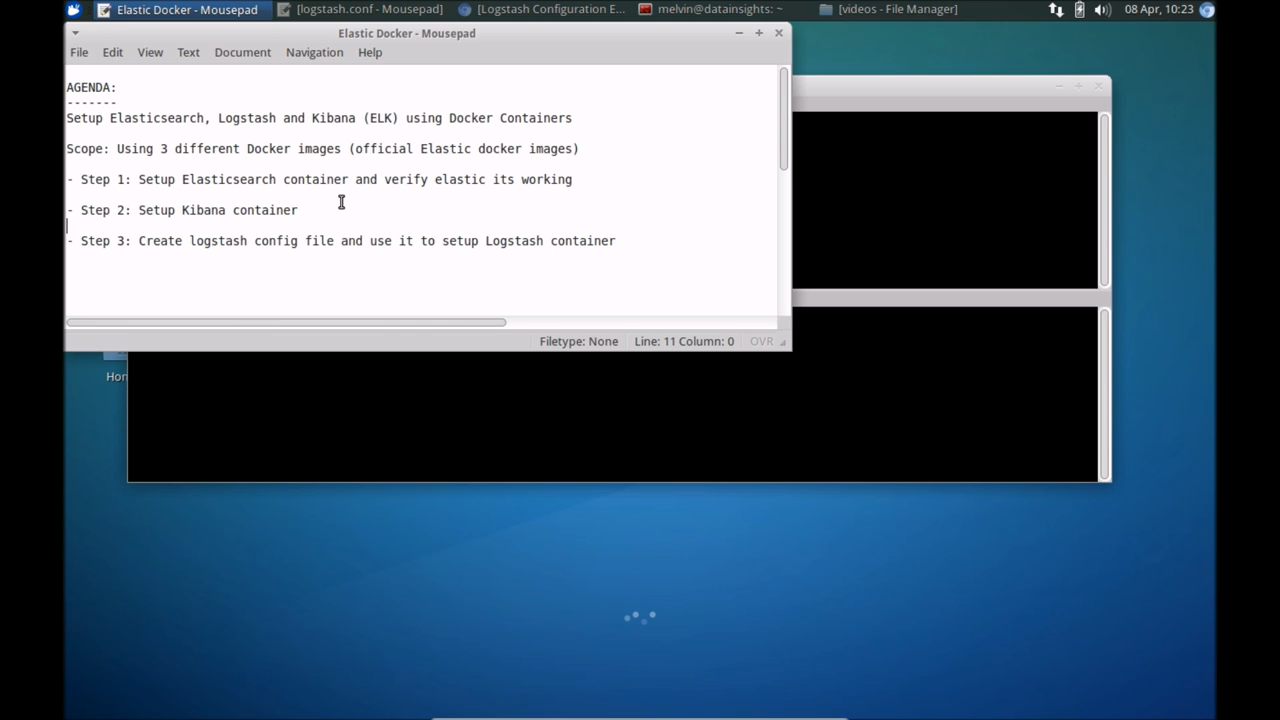 Elastic Docker - Mousepad
[logstash.conf - Mousepad]
[Logstash Configuration E...
melvin@datainsights: ~
[videos - File Manager]
08 Apr, 10:23
Elastic Docker - Mousepad
File Edit View Text Document Navigation Help
AGENDA:
-------
Setup Elasticsearch, Logstash and Kibana (ELK) using Docker Containers
Scope: Using 3 different Docker images (official Elastic docker images)
- Step 1: Setup Elasticsearch container and verify elastic its working
- Step 2: Setup Kibana container
- Step 3: Create logstash config file and use it to setup Logstash container
Filetype: None Line: 11 Column: 0 OVR